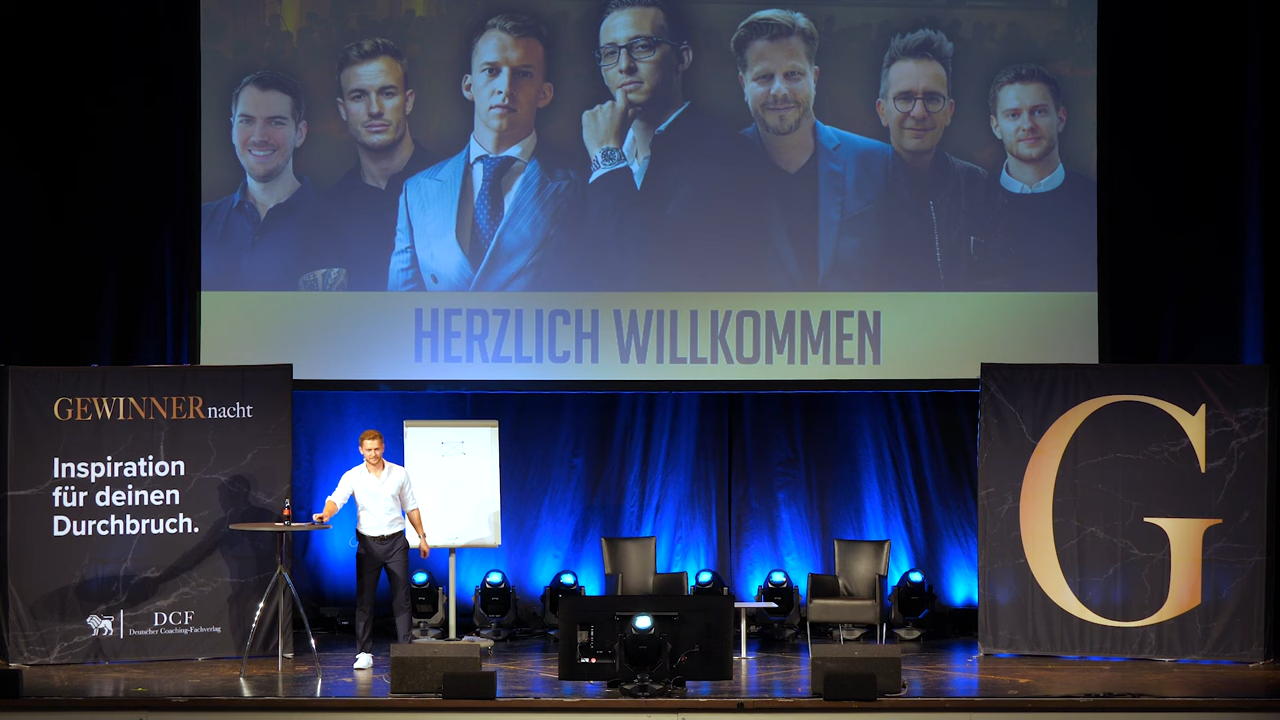 HERZLICH WILLKOMMEN
GEWINNERnacht
Inspiration
für deinen
Durchbruch.
DCF
Deutscher Coaching-Fachverlag
G